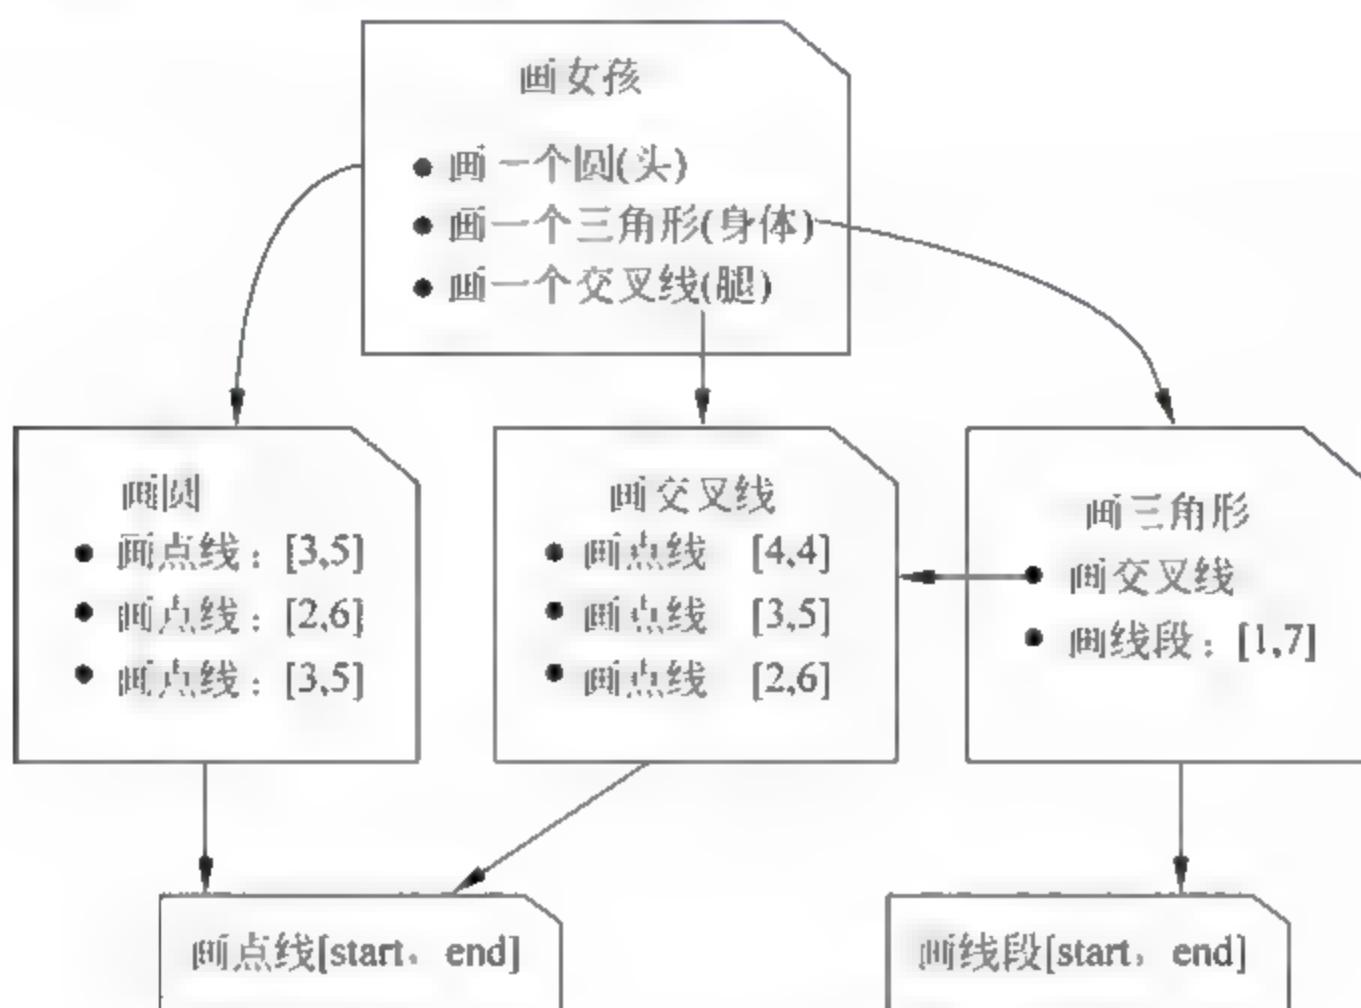 画女孩
● 画一个圆(头)
● 画一个三角形(身体)
● 画一个交叉线(腿)
画圆
● 画点线：[3,5]
● 画点线：[2,6]
● 画点线：[3,5]
画交叉线
● 画点线 [4,4]
● 画点线 [3,5]
● 画点线 [2,6]
画三角形
● 画交叉线
● 画线段：[1,7]
画点线[start，end]
画线段[start，end]